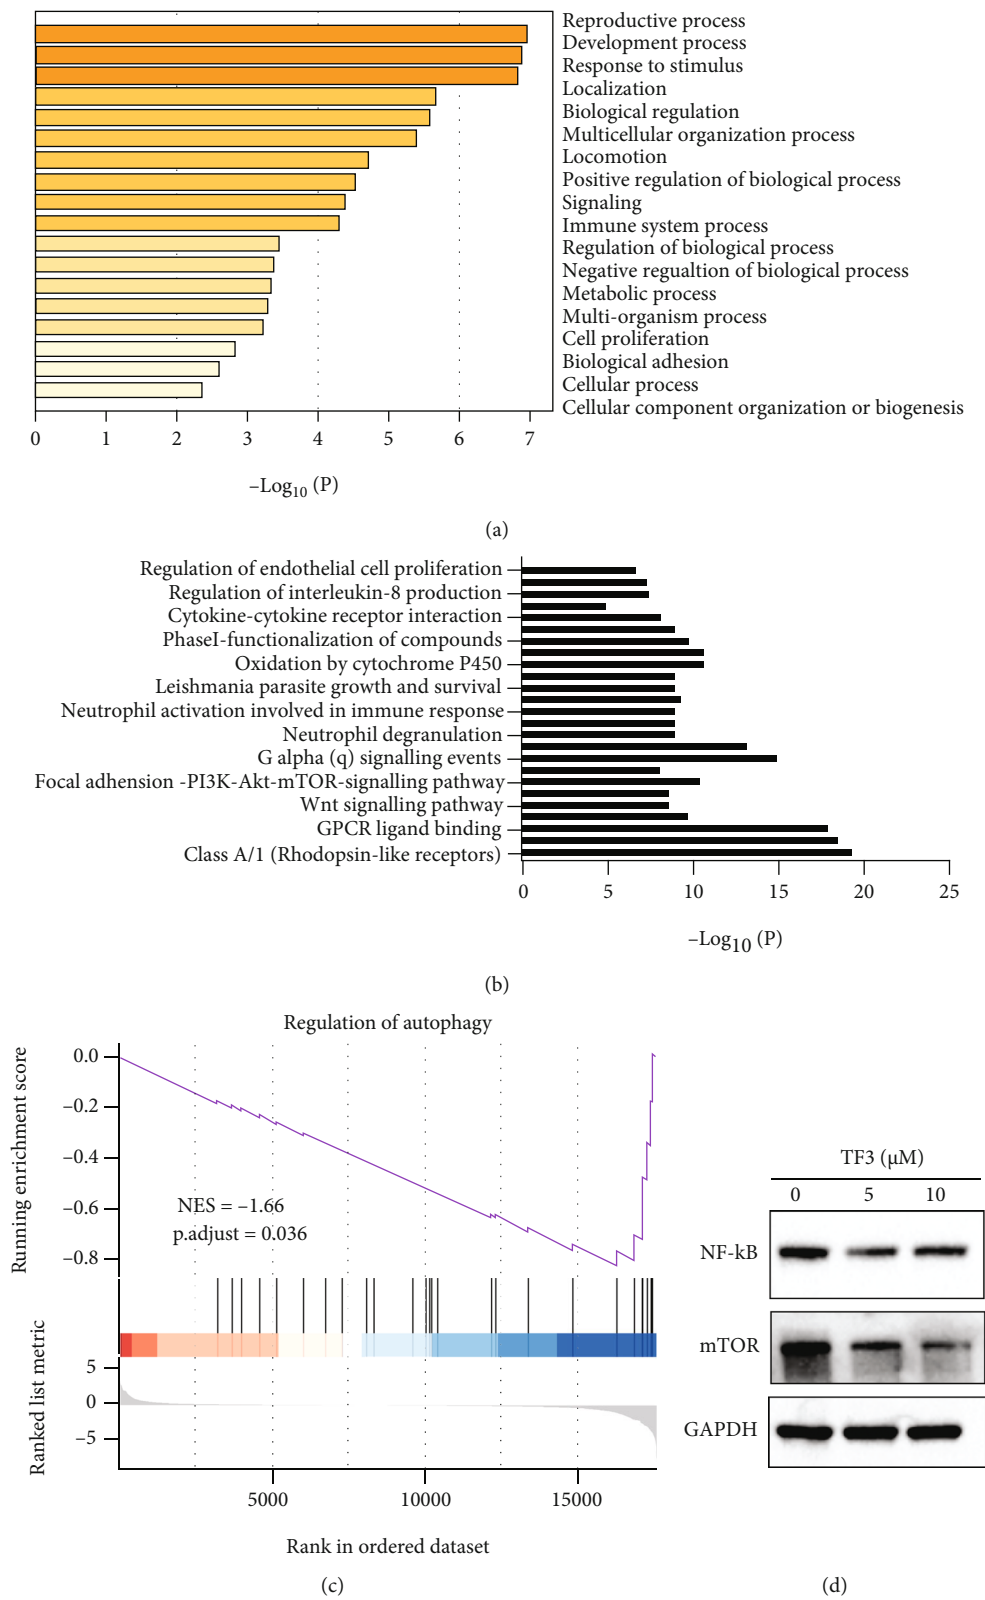 Reproductive process
Development process
Response to stimulus
Localization
Biological regulation
Multicellular organization process
Locomotion
Positive regulation of biological process
Signaling
Immune system process
Regulation of biological process
Negative regualtion of biological process
Metabolic process
Multi-organism process
Cell proliferation
Biological adhesion
Cellular process
Cellular component organization or biogenesis
0 1 2 3 4 5 6 7
–Log10 (P)
(a)
Regulation of endothelial cell proliferation
Regulation of interleukin-8 production
Cytokine-cytokine receptor interaction
PhaseI-functionalization of compounds
Oxidation by cytochrome P450
Leishmania parasite growth and survival
Neutrophil activation involved in immune response
Neutrophil degranulation
G alpha (q) signalling events
Focal adhension -PI3K-Akt-mTOR-signalling pathway
Wnt signalling pathway
GPCR ligand binding
Class A/1 (Rhodopsin-like receptors)
0 5 10 15 20 25
–Log10 (P)
(b)
Regulation of autophagy
Running enrichment score
0.0
–0.2
–0.4
–0.6
–0.8
NES = –1.66
p.adjust = 0.036
Ranked list metric
5
0
–5
5000 10000 15000
Rank in ordered dataset
(c)
TF3 (µM)
0 5 10
NF-kB
mTOR
GAPDH
(d)